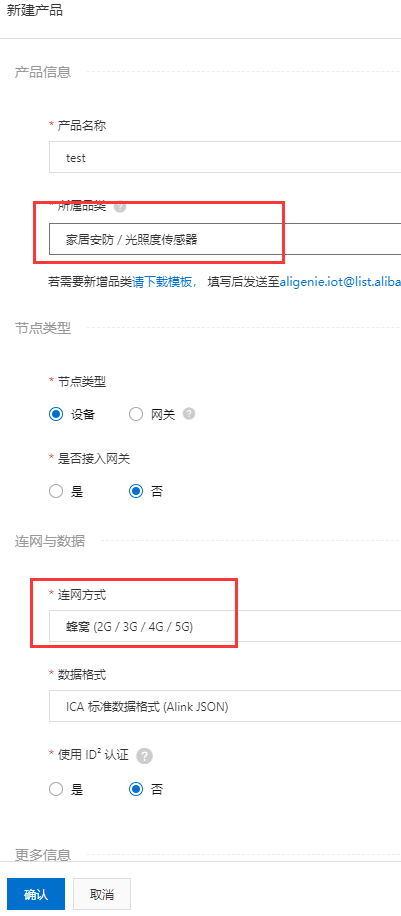 新建产品
产品信息
* 产品名称
test
* 所属品类 ?
家居安防 / 光照度传感器
若需要新增品类请下载模板， 填写后发送至aligenie.iot@list.aliba
节点类型
* 节点类型
设备 网关 ?
* 是否接入网关
是 否
连网与数据
* 连网方式
蜂窝 (2G / 3G / 4G / 5G)
* 数据格式
ICA 标准数据格式 (Alink JSON)
* 使用 ID² 认证 ?
是 否
更多信息
确认 取消